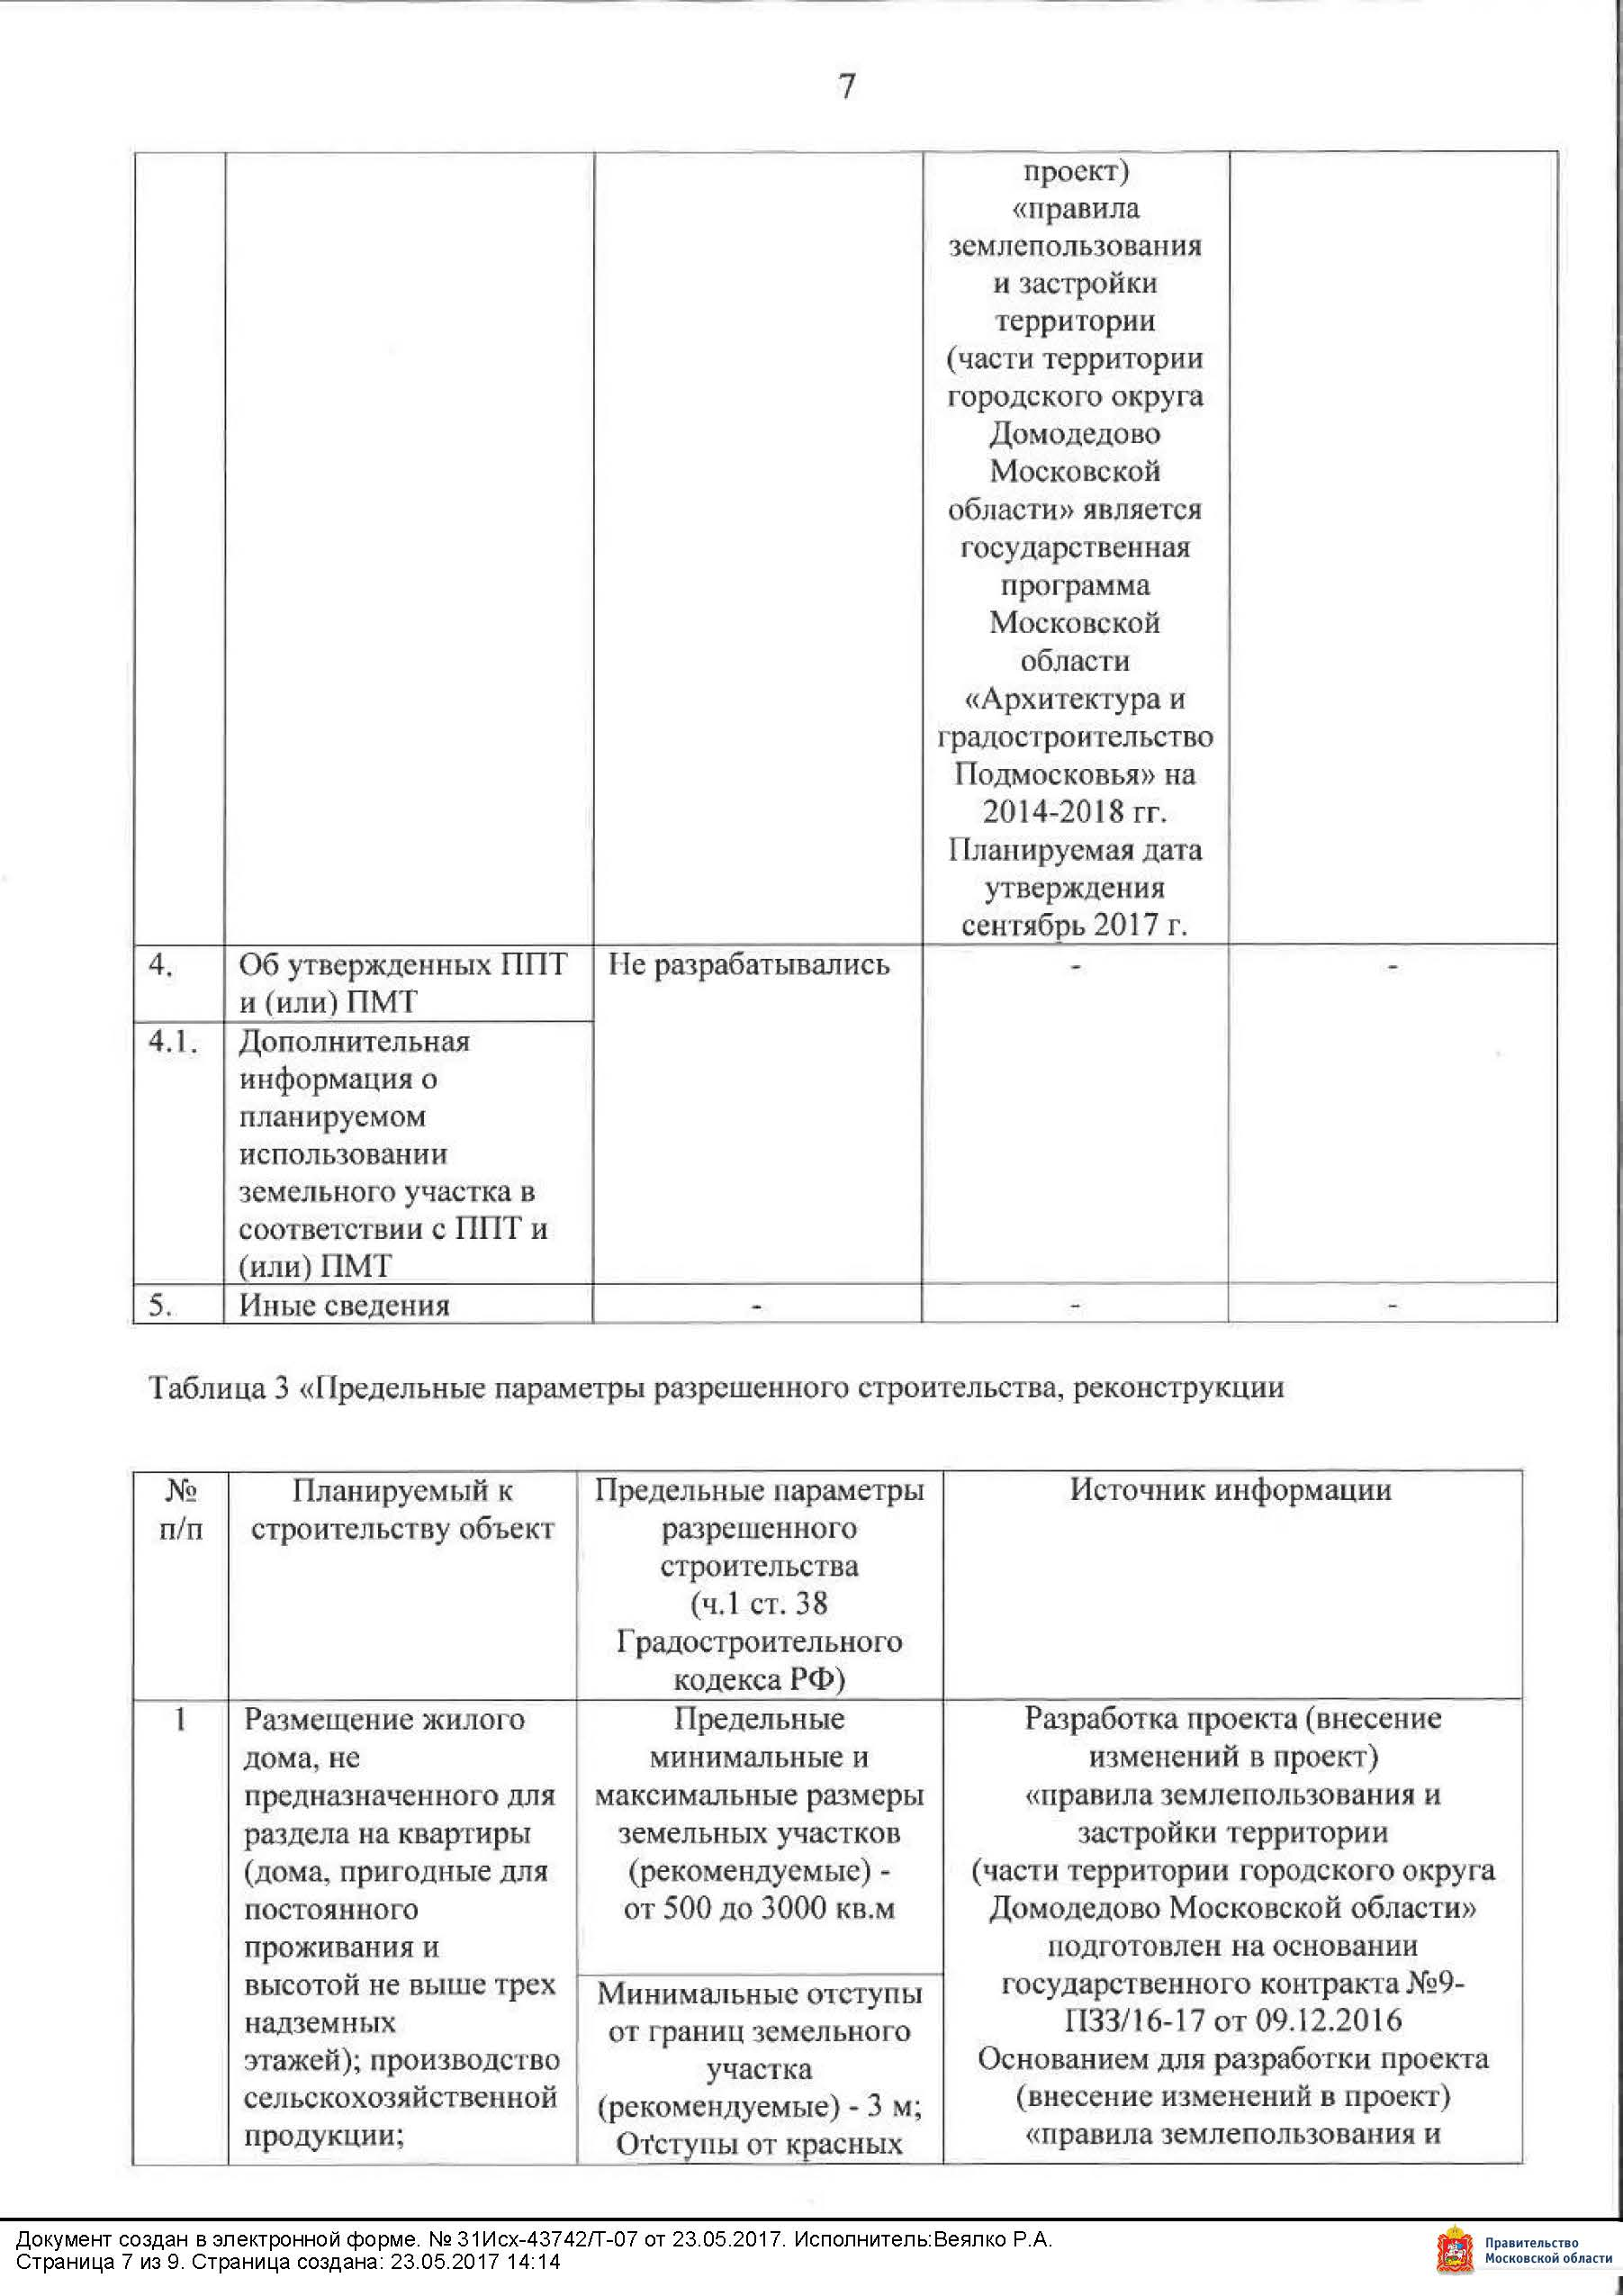 7
проект)
«правила
землепользования
и застройки
территории
(части территории
городского округа
Домодедово
Московской
области» является
государственная
программа
Московской
области
«Архитектура и
градостроительство
Подмосковья» на
2014-2018 гг.
Планируемая дата
утверждения
сентябрь 2017 г.
4.
Об утвержденных ППТ
и (или) ПМТ
Не разрабатывались
-
-
4.1.
Дополнительная
информация о
планируемом
использовании
земельного участка в
соответствии с ППТ и
(или) ПМТ
5.
Иные сведения
-
-
-
Таблица 3 «Предельные параметры разрешенного строительства, реконструкции
№
п/п
Планируемый к
строительству объект
Предельные параметры
разрешенного
строительства
(ч.1 ст. 38
Градостроительного
кодекса РФ)
Источник информации
1
Размещение жилого
дома, не
предназначенного для
раздела на квартиры
(дома, пригодные для
постоянного
проживания и
высотой не выше трех
надземных
этажей); производство
сельскохозяйственной
продукции;
Предельные
минимальные и
максимальные размеры
земельных участков
(рекомендуемые) -
от 500 до 3000 кв.м
Минимальные отступы
от границ земельного
участка
(рекомендуемые) - 3 м;
Отступы от красных
Разработка проекта (внесение
изменений в проект)
«правила землепользования и
застройки территории
(части территории городского округа
Домодедово Московской области»
подготовлен на основании
государственного контракта №9-
ПЗЗ/16-17 от 09.12.2016
Основанием для разработки проекта
(внесение изменений в проект)
«правила землепользования и
Документ создан в электронной форме. № 31Исх-43742/Т-07 от 23.05.2017. Исполнитель:Веялко Р.А.
Страница 7 из 9. Страница создана: 23.05.2017 14:14
Правительство
Московской области